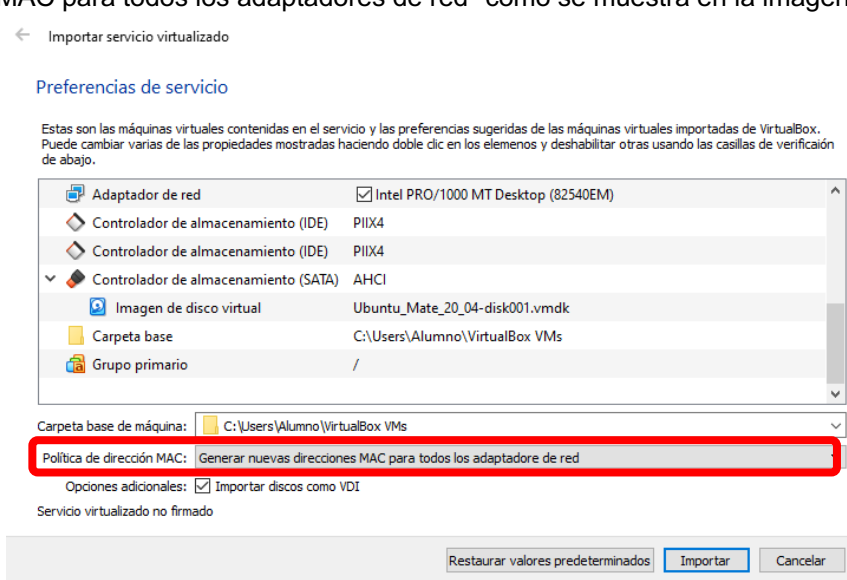 MAC para todos los adaptadores de red" como se muestra en la imagen
Importar servicio virtualizado
Preferencias de servicio
Estas son las máquinas virtuales contenidas en el servicio y las preferencias sugeridas de las máquinas virtuales importadas de VirtualBox.
Puede cambiar varias de las propiedades mostradas haciendo doble clic en los elemenos y deshabilitar otras usando las casillas de verificaión
de abajo.
Adaptador de red Intel PRO/1000 MT Desktop (82540EM)
Controlador de almacenamiento (IDE) PIIX4
Controlador de almacenamiento (IDE) PIIX4
Controlador de almacenamiento (SATA) AHCI
Imagen de disco virtual Ubuntu_Mate_20_04-disk001.vmdk
Carpeta base C:\Users\Alumno\VirtualBox VMs
Grupo primario /
Carpeta base de máquina: C:\Users\Alumno\VirtualBox VMs
Política de dirección MAC: Generar nuevas direcciones MAC para todos los adaptadore de red
Opciones adicionales: Importar discos como VDI
Servicio virtualizado no firmado
Restaurar valores predeterminados Importar Cancelar